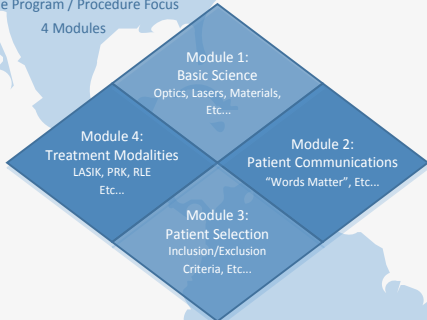 e Program / Procedure Focus
4 Modules
Module 1:
Basic Science
Optics, Lasers, Materials,
Etc...
Module 4:
Treatment Modalities
LASIK, PRK, RLE
Etc...
Module 2:
Patient Communications
“Words Matter”, Etc...
Module 3:
Patient Selection
Inclusion/Exclusion
Criteria, Etc...